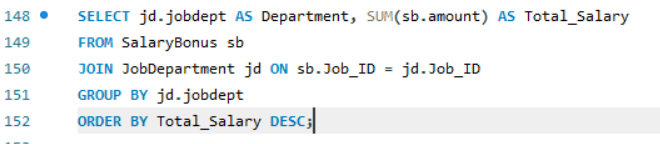 148 SELECT jd.jobdept AS Department, SUM(sb.amount) AS Total_Salary
149 FROM SalaryBonus sb
150 JOIN JobDepartment jd ON sb.Job_ID = jd.Job_ID
151 GROUP BY jd.jobdept
152 ORDER BY Total_Salary DESC;